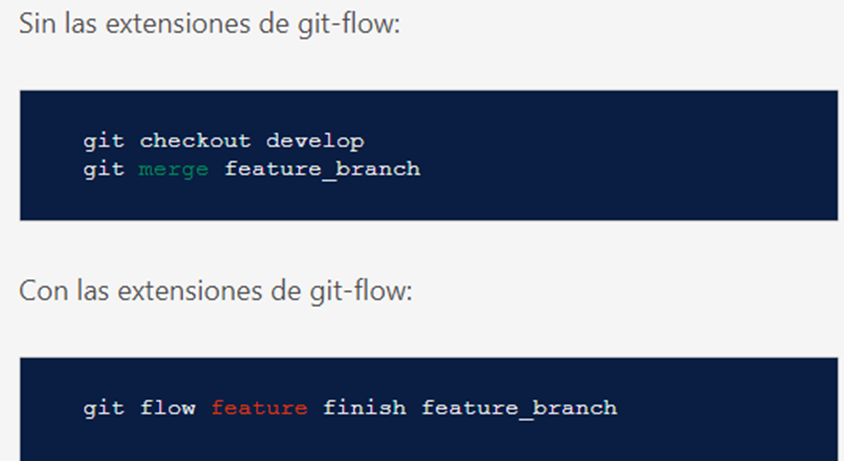 Sin las extensiones de git-flow:
git checkout develop
git merge feature_branch
Con las extensiones de git-flow:
git flow feature finish feature_branch